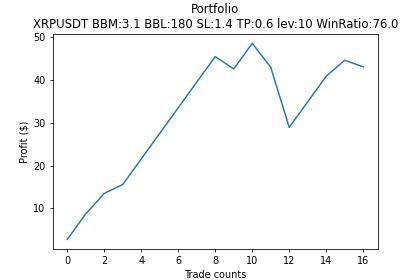 Portfolio
XRPUSDT BBM:3.1 BBL:180 SL:1.4 TP:0.6 lev:10 WinRatio:76.0
50
40
30
20
10
Profit ($)
0 2 4 6 8 10 12 14 16
Trade counts